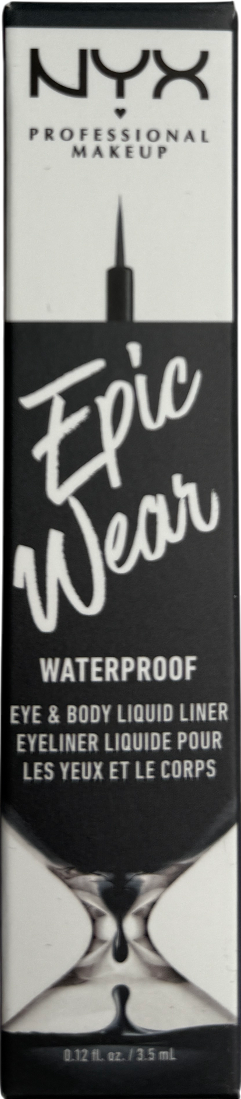 NYX
PROFESSIONAL
MAKEUP
Epic
Wear
WATERPROOF
EYE & BODY LIQUID LINER
EYELINER LIQUIDE POUR
LES YEUX ET LE CORPS
0.12 fl. oz. / 3.5 mL